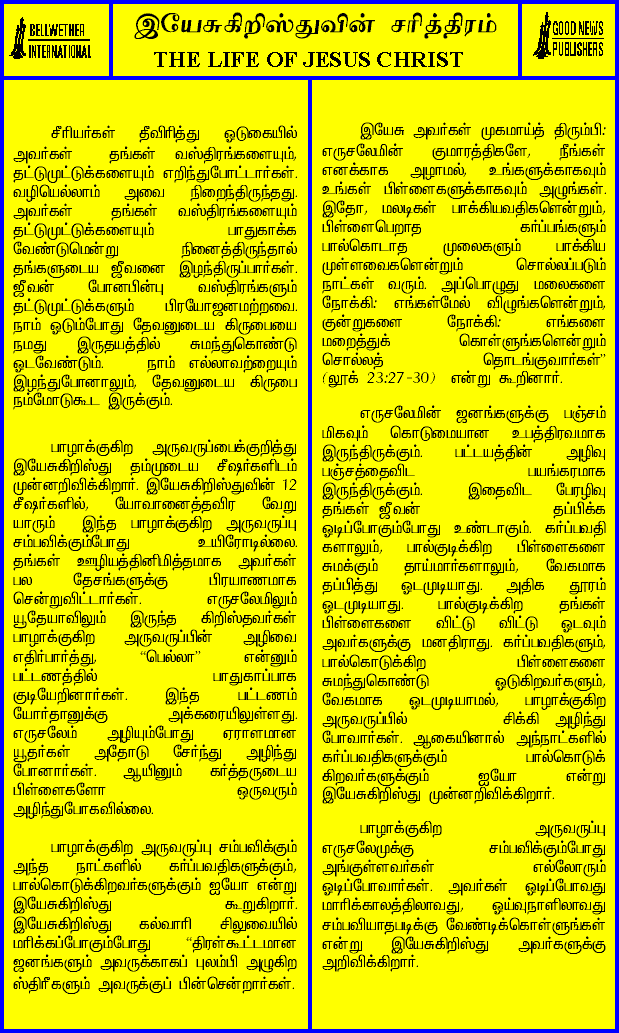 BELLWETHER
INTERNATIONAL
இயேசுகிறிஸ்துவின் சரித்திரம்
THE LIFE OF JESUS CHRIST
GOOD NEWS
PUBLISHERS
சீரியர்கள் தீவிரித்து ஓடுகையில்
அவர்கள் தங்கள் வஸ்திரங்களையும்,
தட்டுமுட்டுக்களையும் எறிந்துபோட்டார்கள்.
வழியெல்லாம் அவை நிறைந்திருந்தது.
அவர்கள் தங்கள் வஸ்திரங்களையும்
தட்டுமுட்டுக்களையும் பாதுகாக்க
வேண்டுமென்று நினைத்திருந்தால்
தங்களுடைய ஜீவனை இழந்திருப்பார்கள்.
ஜீவன் போனபின்பு வஸ்திரங்களும்
தட்டுமுட்டுக்களும் பிரயோஜனமற்றவை.
நாம் ஓடும்போது தேவனுடைய கிருபையை
நமது இருதயத்தில் சுமந்துகொண்டு
ஓடவேண்டும். நாம் எல்லாவற்றையும்
இழந்துபோனாலும், தேவனுடைய கிருபை
நம்மோடுகூட இருக்கும்.
பாழாக்குகிற அருவருப்பைக்குறித்து
இயேசுகிறிஸ்து தம்முடைய சீஷர்களிடம்
முன்னறிவிக்கிறார். இயேசுகிறிஸ்துவின் 12
சீஷர்களில், யோவானைத்தவிர வேறு
யாரும் இந்த பாழாக்குகிற அருவருப்பு
சம்பவிக்கும்போது உயிரோடில்லை.
தங்கள் ஊழியத்தினிமித்தமாக அவர்கள்
பல தேசங்களுக்கு பிரயாணமாக
சென்றுவிட்டார்கள். எருசலேமிலும்
யூதேயாவிலும் இருந்த கிறிஸ்தவர்கள்
பாழாக்குகிற அருவருப்பின் அழிவை
எதிர்பார்த்து, “பெல்லா” என்னும்
பட்டணத்தில் பாதுகாப்பாக
குடியேறினார்கள். இந்த பட்டணம்
யோர்தானுக்கு அக்கரையிலுள்ளது.
எருசலேம் அழியும்போது ஏராளமான
யூதர்கள் அதோடு சேர்ந்து அழிந்து
போனார்கள். ஆயினும் கர்த்தருடைய
பிள்ளைகளோ ஒருவரும்
அழிந்துபோகவில்லை.
பாழாக்குகிற அருவருப்பு சம்பவிக்கும்
அந்த நாட்களில் கர்ப்பவதிகளுக்கும்,
பால்கொடுக்கிறவர்களுக்கும் ஐயோ என்று
இயேசுகிறிஸ்து கூறுகிறார்.
இயேசுகிறிஸ்து கல்வாரி சிலுவையில்
மரிக்கப்போகும்போது “திரள்கூட்டமான
ஜனங்களும் அவருக்காகப் புலம்பி அழுகிற
ஸ்திரீகளும் அவருக்குப் பின்சென்றார்கள்.
இயேசு அவர்கள் முகமாய்த் திரும்பி:
எருசலேமின் குமாரத்திகளே, நீங்கள்
எனக்காக அழாமல், உங்களுக்காகவும்
உங்கள் பிள்ளைகளுக்காகவும் அழுங்கள்.
இதோ, மலடிகள் பாக்கியவதிகளென்றும்,
பிள்ளைபெறாத கர்ப்பங்களும்
பால்கொடாத முலைகளும் பாக்கிய
முள்ளவைகளென்றும் சொல்லப்படும்
நாட்கள் வரும். அப்பொழுது மலைகளை
நோக்கி: எங்கள்மேல் விழுங்களென்றும்,
குன்றுகளை நோக்கி: எங்களை
மறைத்துக் கொள்ளுங்களென்றும்
சொல்லத் தொடங்குவார்கள்”
(லூக் 23:27-30) என்று கூறினார்.
எருசலேமின் ஜனங்களுக்கு பஞ்சம்
மிகவும் கொடுமையான உபத்திரவமாக
இருந்திருக்கும். பட்டயத்தின் அழிவு
பஞ்சத்தைவிட பயங்கரமாக
இருந்திருக்கும். இதைவிட பேரழிவு
தங்கள் ஜீவன் தப்பிக்க
ஓடிப்போகும்போது உண்டாகும். கர்ப்பவதி
களாலும், பால்குடிக்கிற பிள்ளைகளை
சுமக்கும் தாய்மார்களாலும், வேகமாக
தப்பித்து ஓடமுடியாது. அதிக தூரம்
ஓடமுடியாது. பால்குடிக்கிற தங்கள்
பிள்ளைகளை விட்டு விட்டு ஓடவும்
அவர்களுக்கு மனதிராது. கர்ப்பவதிகளும்,
பால்கொடுக்கிற பிள்ளைகளை
சுமந்துகொண்டு ஓடுகிறவர்களும்,
வேகமாக ஓடமுடியாமல், பாழாக்குகிற
அருவருப்பில் சிக்கி அழிந்து
போவார்கள். ஆகையினால் அந்நாட்களில்
கர்ப்பவதிகளுக்கும் பால்கொடுக்
கிறவர்களுக்கும் ஐயோ என்று
இயேசுகிறிஸ்து முன்னறிவிக்கிறார்.
பாழாக்குகிற அருவருப்பு
எருசலேமுக்கு சம்பவிக்கும்போது
அங்குள்ளவர்கள் எல்லோரும்
ஓடிப்போவார்கள். அவர்கள் ஓடிப்போவது
மாரிக்காலத்திலாவது, ஓய்வுநாளிலாவது
சம்பவியாதபடிக்கு வேண்டிக்கொள்ளுங்கள்
என்று இயேசுகிறிஸ்து அவர்களுக்கு
அறிவிக்கிறார்.